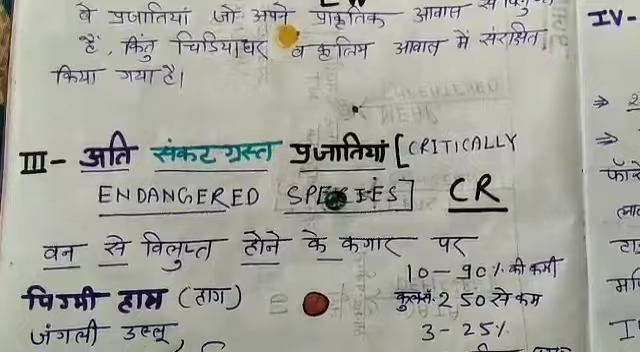 वे प्रजातियां जो अपने प्राकृतिक आवास से
हैं, किंतु चिडियाघर व कृत्रिम आवास में संरक्षित
किया गया है।
III- अति संकटग्रस्त प्रजातियां [CRITICALLY
ENDANGERED SPECIES] CR
वन से विलुप्त होने के कगार पर
पिग्मी हास (हाग) 10-90% की कमी
250 से कम
जंगली उल्लू, 3-25%
IV-